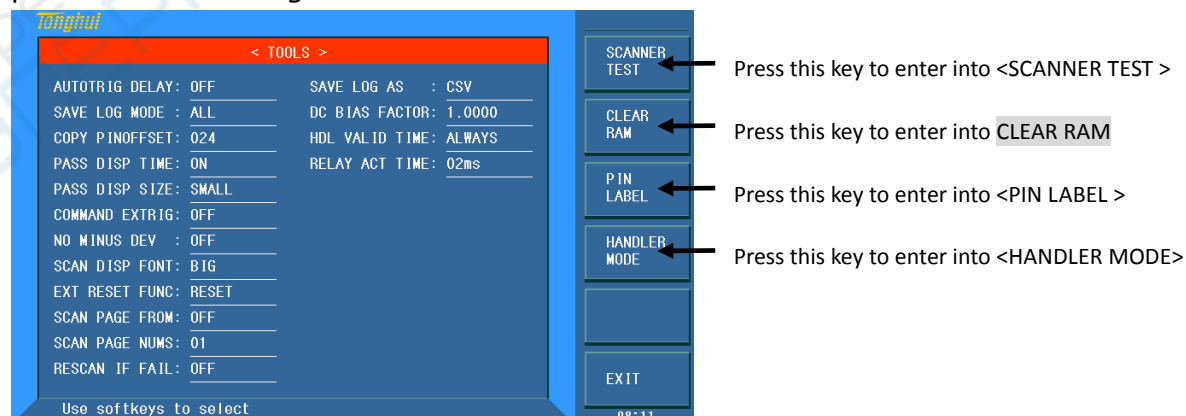 Tonghui
< TOOLS >
AUTOTRIG DELAY: OFF SAVE LOG AS : CSV
SAVE LOG MODE : ALL DC BIAS FACTOR: 1.0000
COPY PINOFFSET: 024 HDL VALID TIME: ALWAYS
PASS DISP TIME: ON RELAY ACT TIME: 02ms
PASS DISP SIZE: SMALL
COMMAND EXTRIG: OFF
NO MINUS DEV : OFF
SCAN DISP FONT: BIG
EXT RESET FUNC: RESET
SCAN PAGE FROM: OFF
SCAN PAGE NUMS: 01
RESCAN IF FAIL: OFF
Use softkeys to select
SCANNER
TEST
CLEAR
RAM
PIN
LABEL
HANDLER
MODE
EXIT
Press this key to enter into <SCANNER TEST >
Press this key to enter into CLEAR RAM
Press this key to enter into <PIN LABEL >
Press this key to enter into <HANDLER MODE>